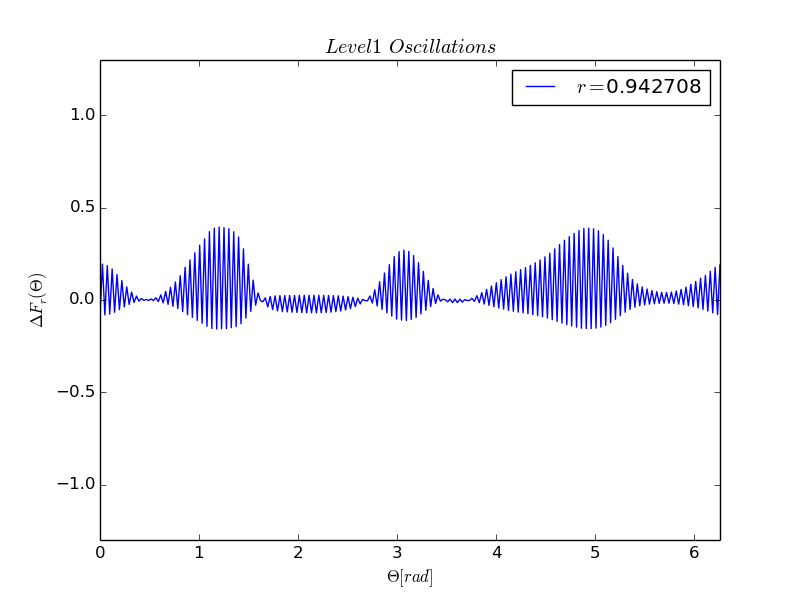 Level1 Oscillations
r=0.942708
1.0
0.5
0.0
−0.5
−1.0
ΔF_r(Θ)
0 1 2 3 4 5 6
Θ[rad]